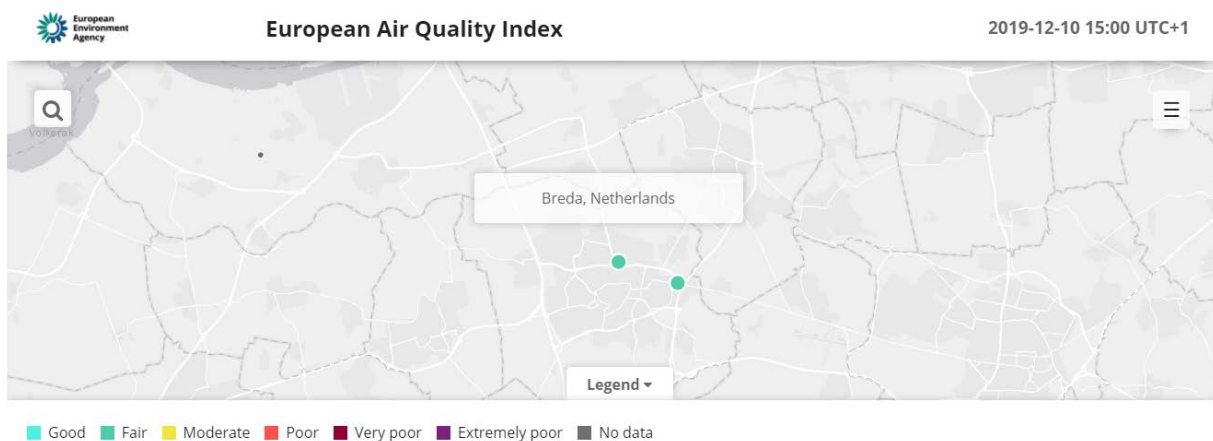 European
Environment
Agency
European Air Quality Index
2019-12-10 15:00 UTC+1
Volkerak
Breda, Netherlands
Legend
Good Fair Moderate Poor Very poor Extremely poor No data